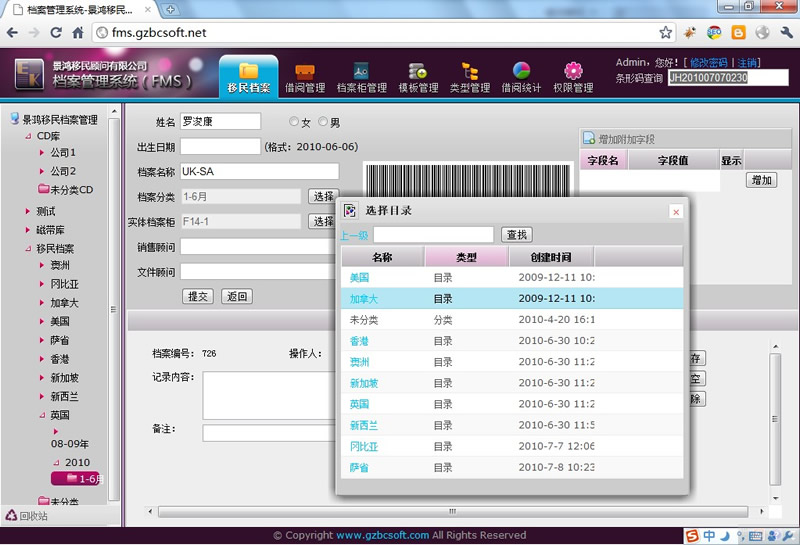 档案管理系统-景鸿移民...
fms.gzbcsoft.net
景鸿移民顾问有限公司
档案管理系统(FMS)
移民档案 借阅管理 档案柜管理 模板管理 类型管理 借阅统计 权限管理
Admin, 您好! [ 修改密码 | 注销]
条形码查询 JH201007070230
景鸿移民档案管理
CD库
公司1
公司2
未分类CD
测试
磁带库
移民档案
澳洲
冈比亚
加拿大
美国
萨省
香港
新加坡
新西兰
英国
08-09年
2010
1-6月
未分类
回收站
姓名 罗浚康 女 男
出生日期 (格式: 2010-06-06)
档案名称 UK-SA
档案分类 1-6月 选择
实体档案柜 F14-1 选择
销售顾问
文件顾问
提交 返回
增加附加字段
字段名 字段值 显示
增加
档案编号: 726 操作人:
记录内容:
备注:
存
空
除
选择目录
上一级 查找
名称 类型 创建时间
美国 目录 2009-12-11 10:
加拿大 目录 2009-12-11 10:
未分类 分类 2010-4-20 16:1
香港 目录 2010-6-30 10:2
澳洲 目录 2010-6-30 11:2
新加坡 目录 2010-6-30 11:2
英国 目录 2010-6-30 11:2
新西兰 目录 2010-6-30 11:5
冈比亚 目录 2010-7-7 12:06
萨省 目录 2010-7-8 10:23
© Copyright www.gzbcsoft.com All Rights Reserved
中